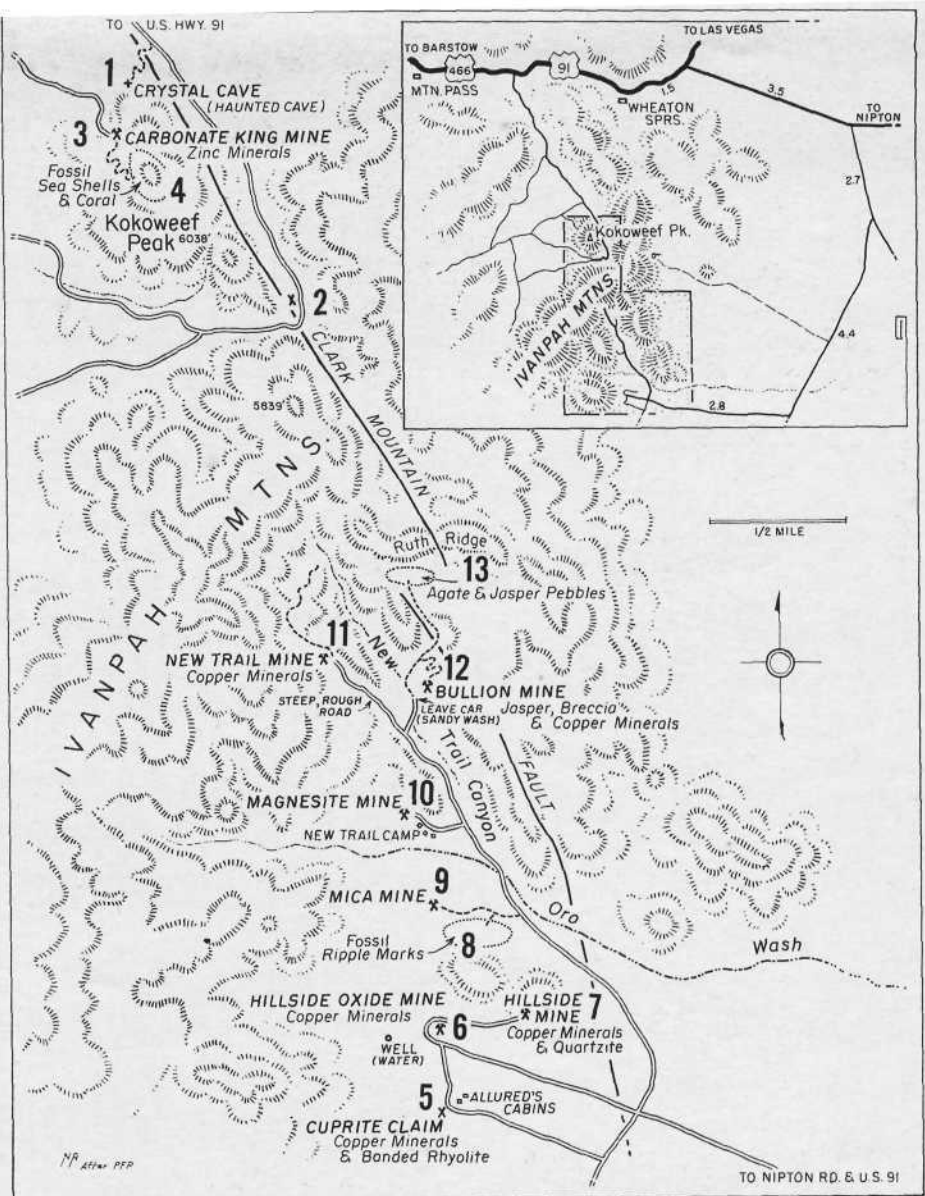 TO U.S. HWY. 91
1
CRYSTAL CAVE
(HAUNTED CAVE)
3
CARBONATE KING MINE
Zinc Minerals
Fossil
Sea Shells
& Coral
4
Kokoweef
Peak 6038'
2
CLARK
MOUNTAIN
5639'
IVANPAH MTNS.
Ruth Ridge
13
Agate & Jasper Pebbles
11
NEW TRAIL MINE
Copper Minerals
STEEP, ROUGH
ROAD
New
Trail Canyon
12
BULLION MINE
Jasper, Breccia
& Copper Minerals
LEAVE CAR
(SANDY WASH)
FAULT
10
MAGNESITE MINE
NEW TRAIL CAMP
9
MICA MINE
Oro
Wash
Fossil
Ripple Marks
8
HILLSIDE OXIDE MINE
Copper Minerals
6
HILLSIDE
MINE
7
Copper Minerals
& Quartzite
WELL
(WATER)
5
ALLURED'S
CABINS
CUPRITE CLAIM
Copper Minerals
& Banded Rhyolite
After PFP
TO NIPTON RD. & U.S. 91
TO BARSTOW
466
91
TO LAS VEGAS
MTN. PASS
1.5
WHEATON
SPRS.
3.5
TO
NIPTON
2.7
Kokoweef Pk.
IVANPAH MTNS
4.4
2.8
1/2 MILE